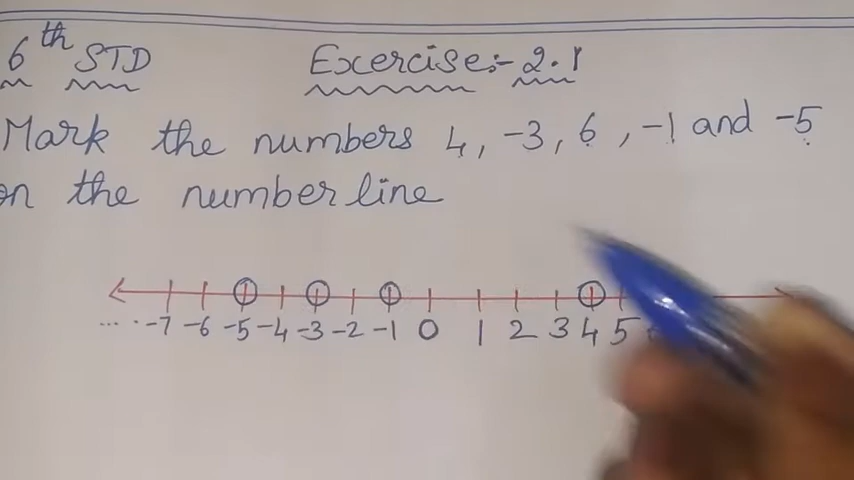 6th STD Exercise:- 2.1
Mark the numbers 4, -3, 6, -1 and -5
on the number line
... -7 -6 -5 -4 -3 -2 -1 0 1 2 3 4 5